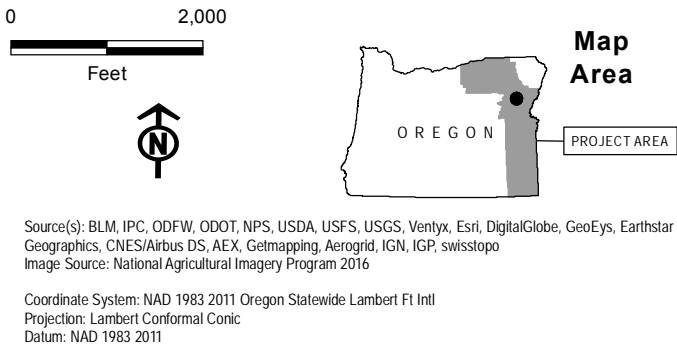 0 2,000
Feet
N
Map
Area
OREGON
PROJECT AREA
Source(s): BLM, IPC, ODFW, ODOT, NPS, USDA, USFS, USGS, Ventyx, Esri, DigitalGlobe, GeoEys, Earthstar
Geographics, CNES/Airbus DS, AEX, Getmapping, Aerogrid, IGN, IGP, swisstopo
Image Source: National Agricultural Imagery Program 2016
Coordinate System: NAD 1983 2011 Oregon Statewide Lambert Ft Intl
Projection: Lambert Conformal Conic
Datum: NAD 1983 2011